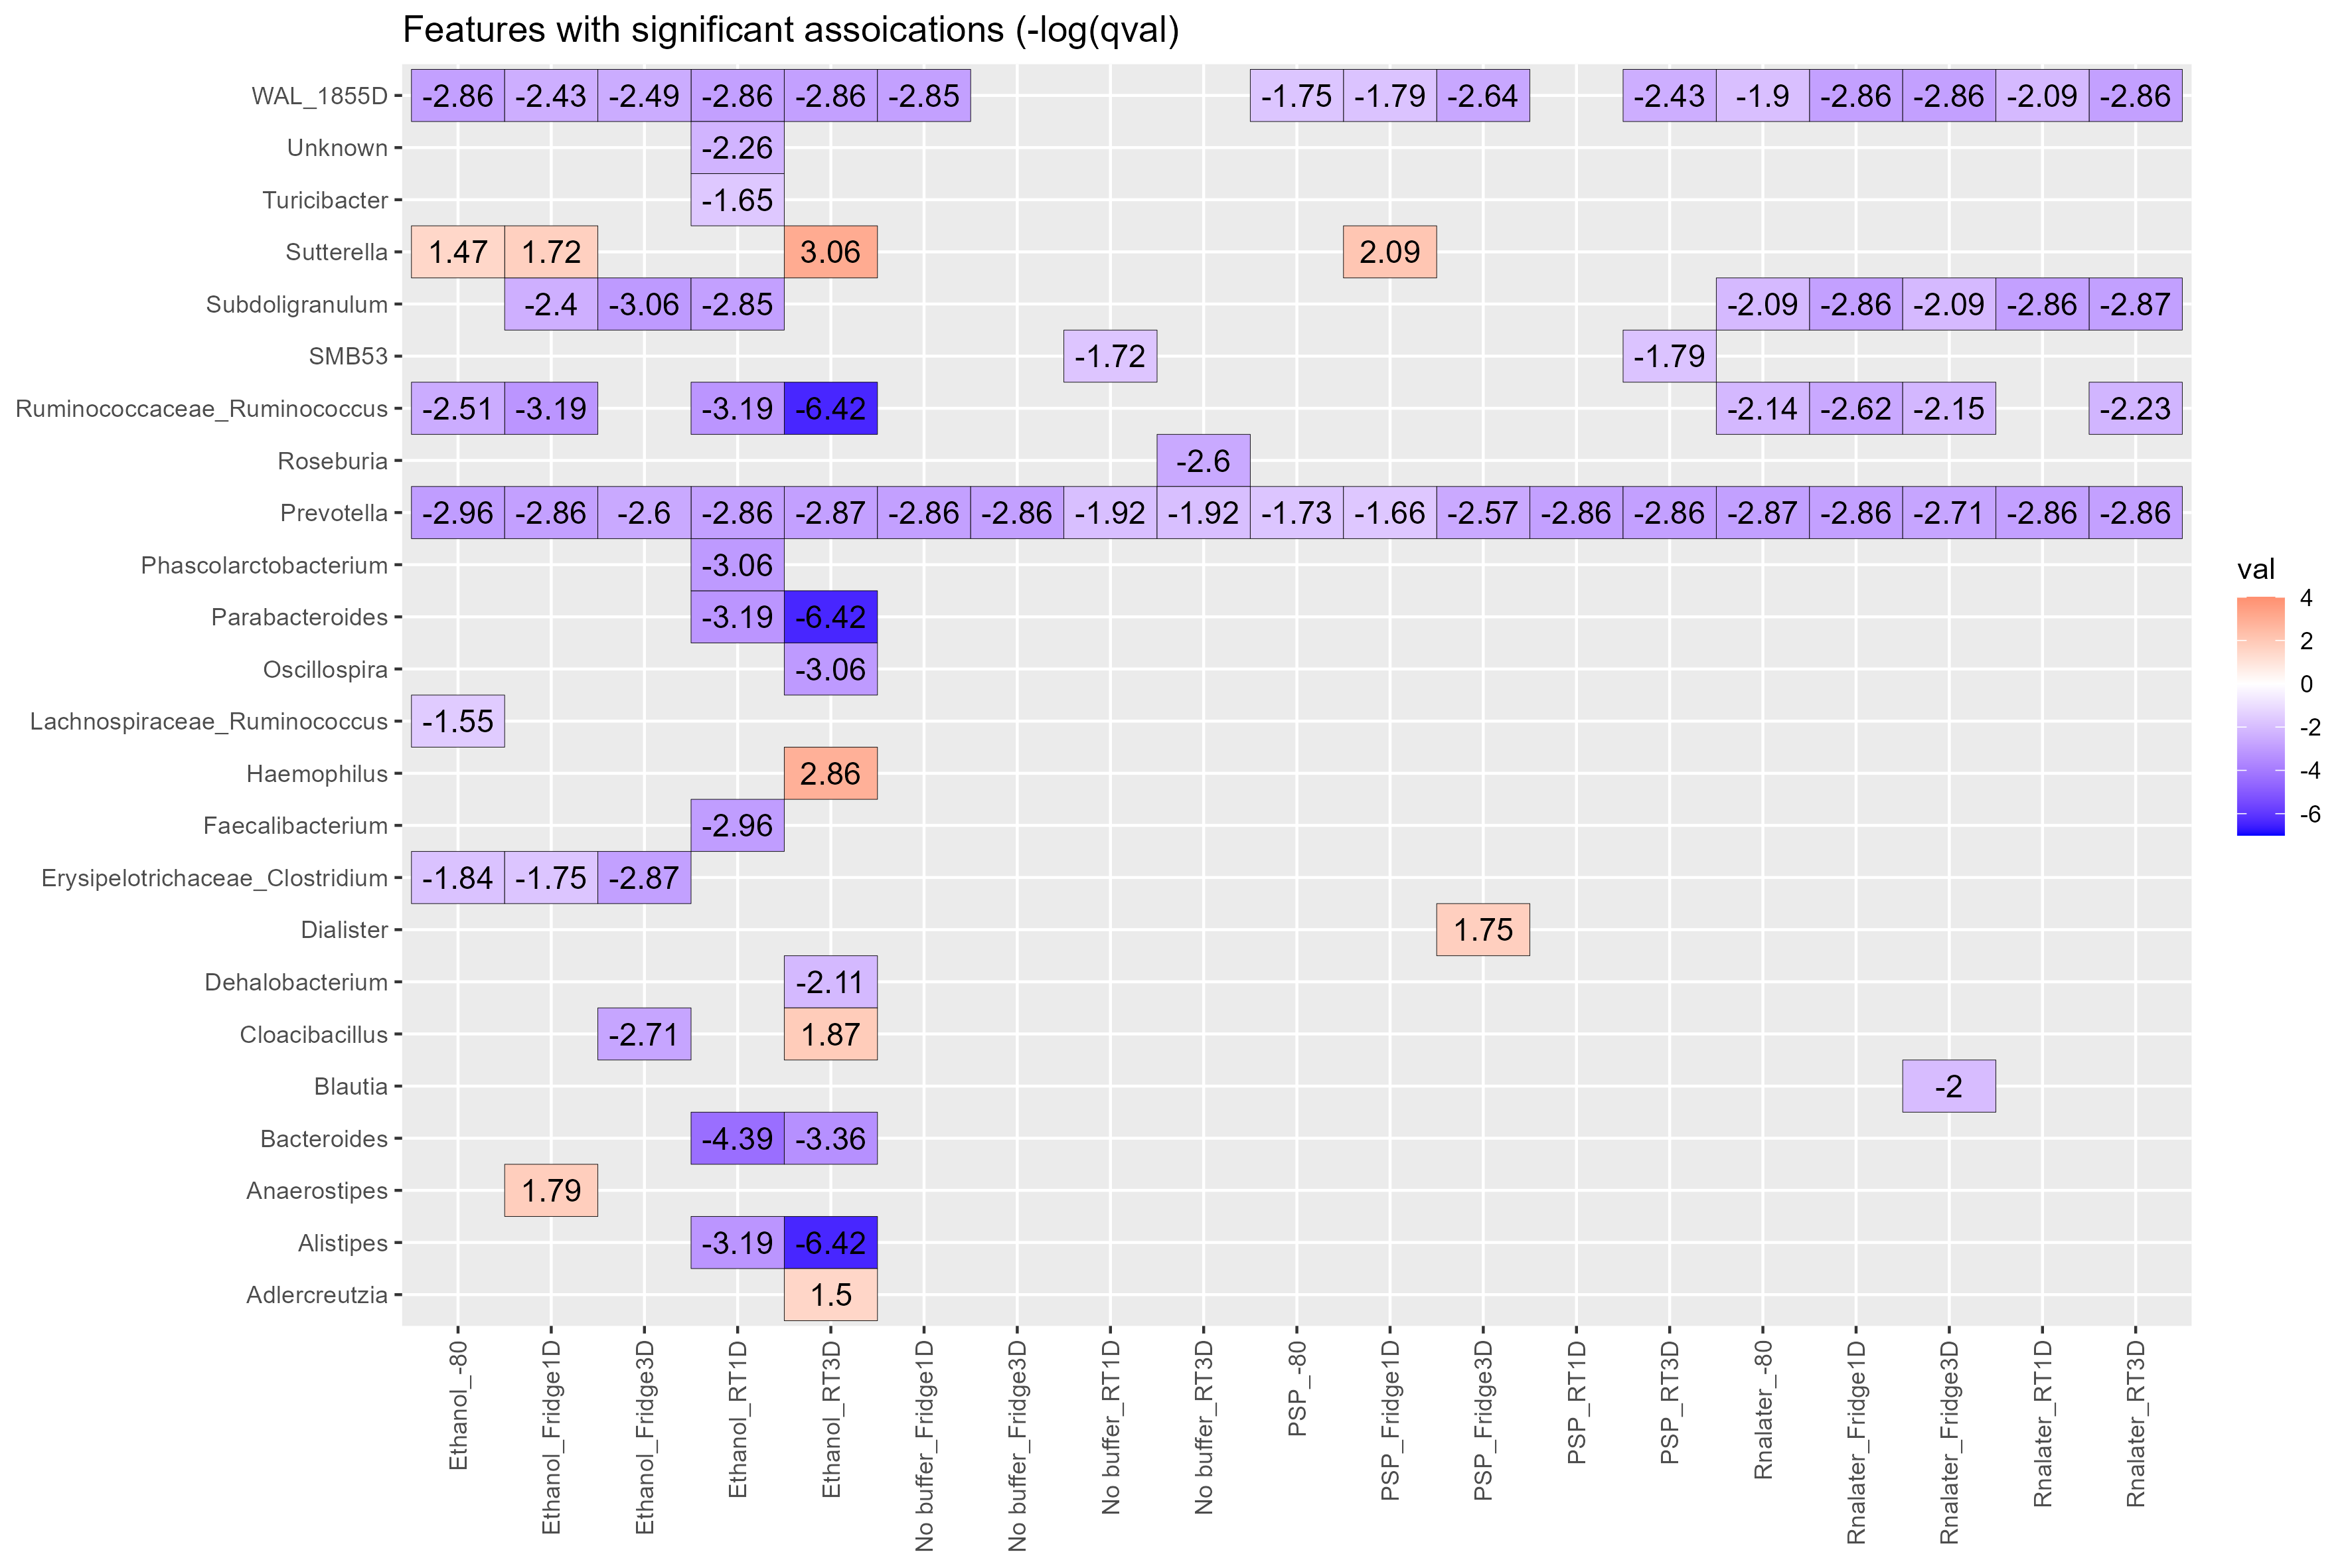 Features with significant assoications (-log(qval)
WAL_1855D -2.86 -2.43 -2.49 -2.86 -2.86 -2.85 -1.75 -1.79 -2.64 -2.43 -1.9 -2.86 -2.86 -2.09 -2.86
Unknown -2.26
Turicibacter -1.65
Sutterella 1.47 1.72 3.06 2.09
Subdoligranulum -2.4 -3.06 -2.85 -2.09 -2.86 -2.09 -2.86 -2.87
SMB53 -1.72 -1.79
Ruminococcaceae_Ruminococcus -2.51 -3.19 -3.19 -6.42 -2.14 -2.62 -2.15 -2.23
Roseburia -2.6
Prevotella -2.96 -2.86 -2.6 -2.86 -2.87 -2.86 -2.86 -1.92 -1.92 -1.73 -1.66 -2.57 -2.86 -2.86 -2.87 -2.86 -2.71 -2.86 -2.86
Phascolarctobacterium -3.06
Parabacteroides -3.19 -6.42
Oscillospira -3.06
Lachnospiraceae_Ruminococcus -1.55
Haemophilus 2.86
Faecalibacterium -2.96
Erysipelotrichaceae_Clostridium -1.84 -1.75 -2.87
Dialister 1.75
Dehalobacterium -2.11
Cloacibacillus -2.71 1.87
Blautia -2
Bacteroides -4.39 -3.36
Anaerostipes 1.79
Alistipes -3.19 -6.42
Adlercreutzia 1.5
Ethanol_-80
Ethanol_Fridge1D
Ethanol_Fridge3D
Ethanol_RT1D
Ethanol_RT3D
No buffer_Fridge1D
No buffer_Fridge3D
No buffer_RT1D
No buffer_RT3D
PSP_-80
PSP_Fridge1D
PSP_Fridge3D
PSP_RT1D
PSP_RT3D
Rnalater_-80
Rnalater_Fridge1D
Rnalater_Fridge3D
Rnalater_RT1D
Rnalater_RT3D
val
4
2
0
-2
-4
-6